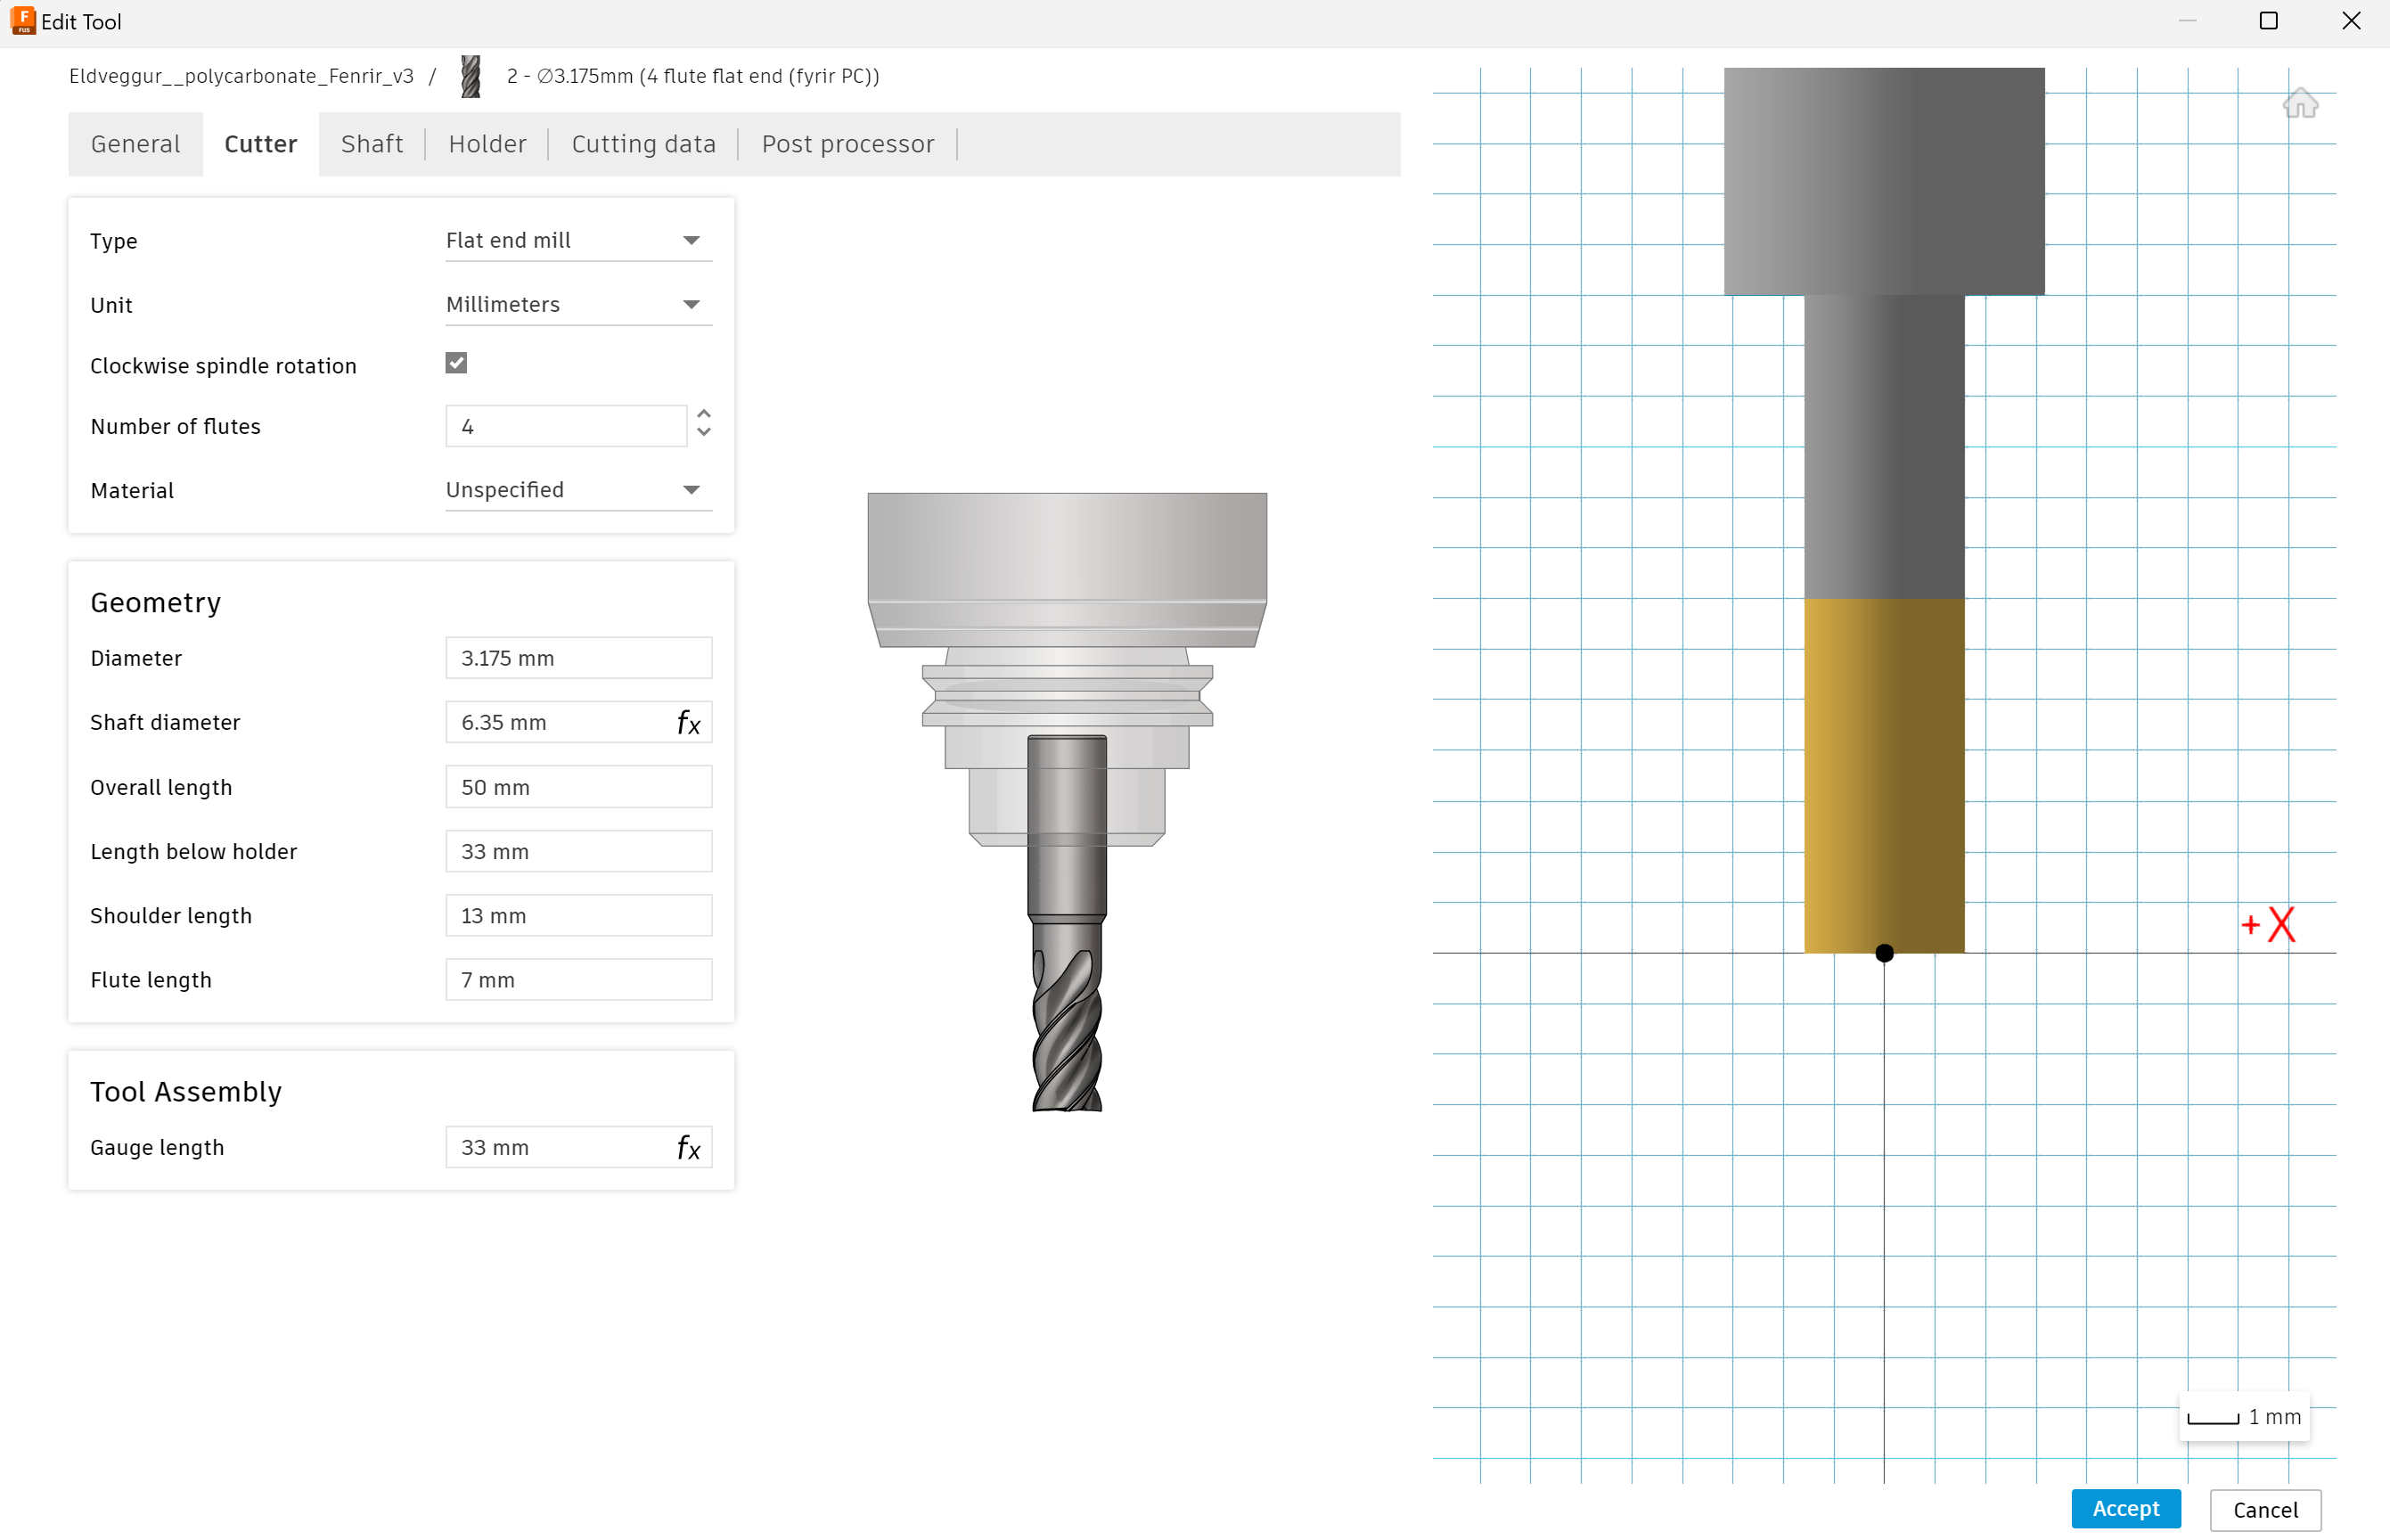 Edit Tool
Eldveggur__polycarbonate_Fenrir_v3 / 2 - ∅3.175mm (4 flute flat end (fyrir PC))
General Cutter Shaft Holder Cutting data Post processor
Type Flat end mill
Unit Millimeters
Clockwise spindle rotation
Number of flutes 4
Material Unspecified
Geometry
Diameter 3.175 mm
Shaft diameter 6.35 mm fx
Overall length 50 mm
Length below holder 33 mm
Shoulder length 13 mm
Flute length 7 mm
Tool Assembly
Gauge length 33 mm fx
+X
1 mm
Accept Cancel